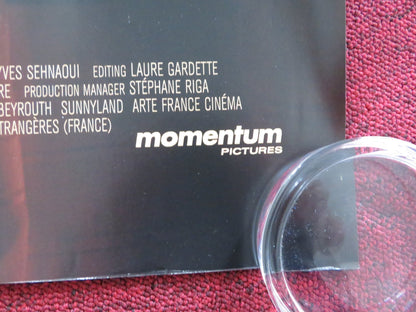 YVES SEHNAOUI EDITING LAURE GARDETTE
RE PRODUCTION MANAGER STÉPHANE RIGA
BEYROUTH SUNNYLAND ARTE FRANCE CINÉMA
TRANGÈRES (FRANCE)
momentum
PICTURES